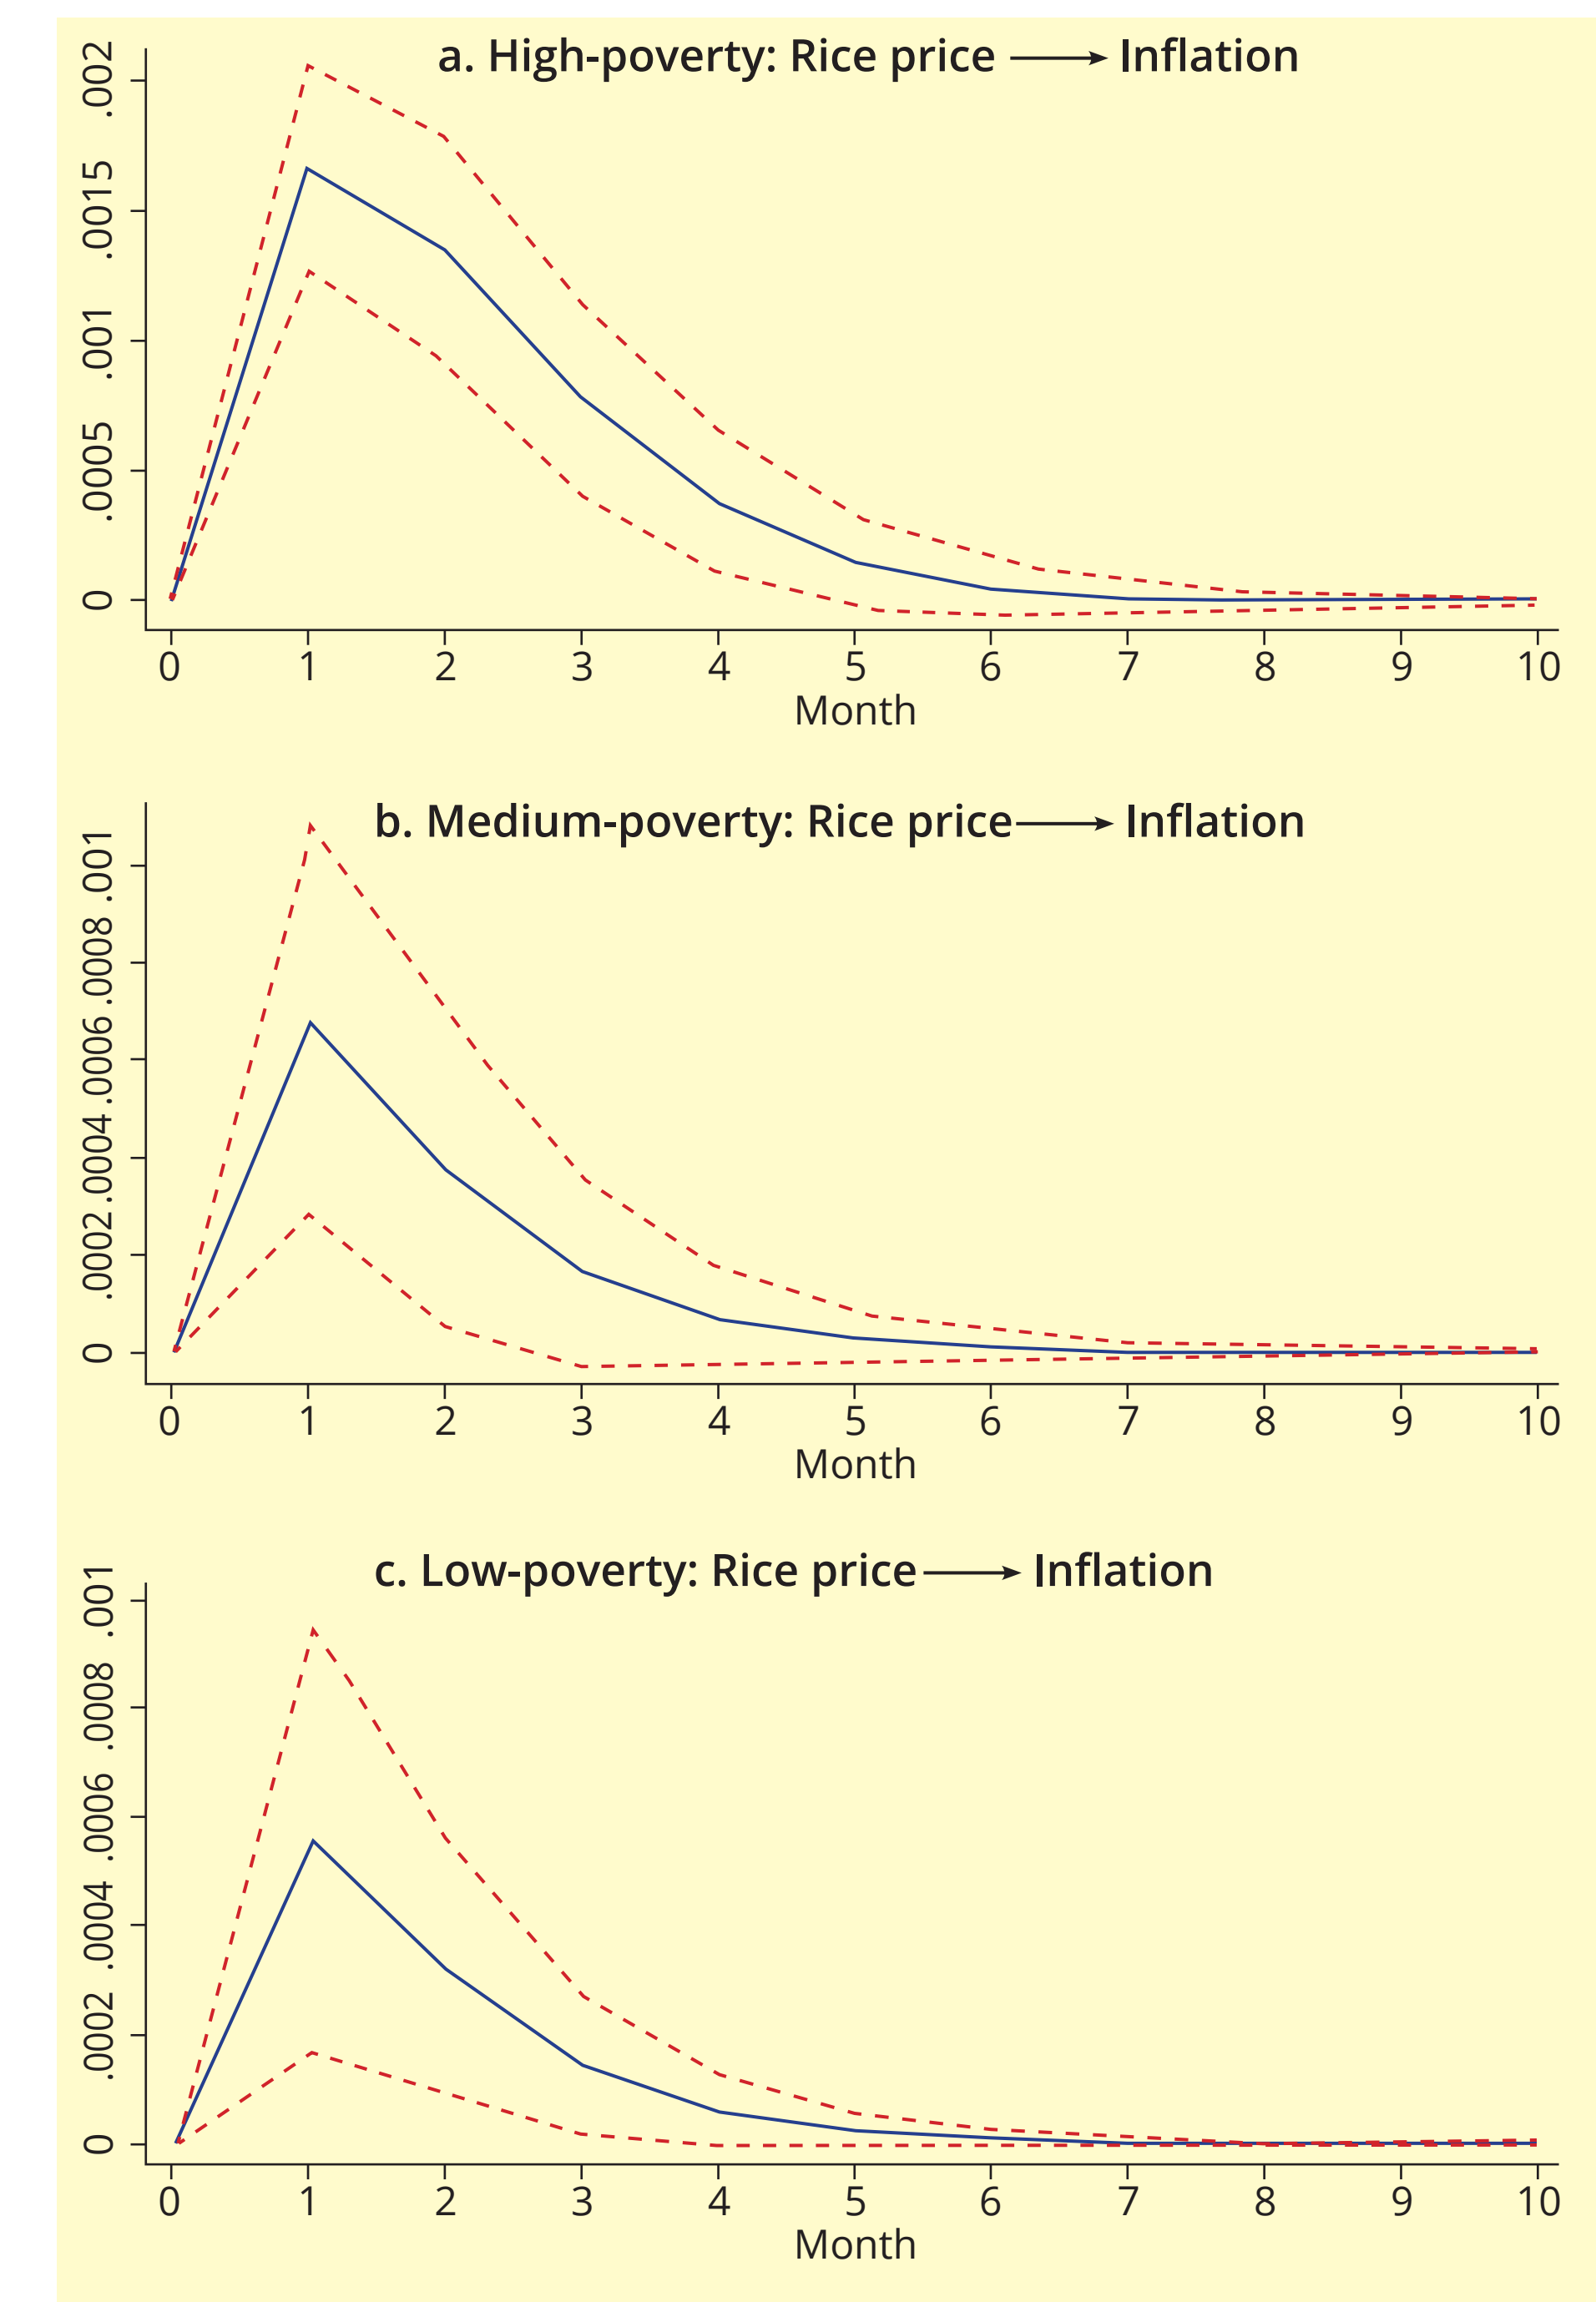 a. High-poverty: Rice price → Inflation
.002
.0015
.001
.0005
0
0 1 2 3 4 5 6 7 8 9 10
Month
b. Medium-poverty: Rice price → Inflation
.001
.0008
.0006
.0004
.0002
0
0 1 2 3 4 5 6 7 8 9 10
Month
c. Low-poverty: Rice price → Inflation
.001
.0008
.0006
.0004
.0002
0
0 1 2 3 4 5 6 7 8 9 10
Month